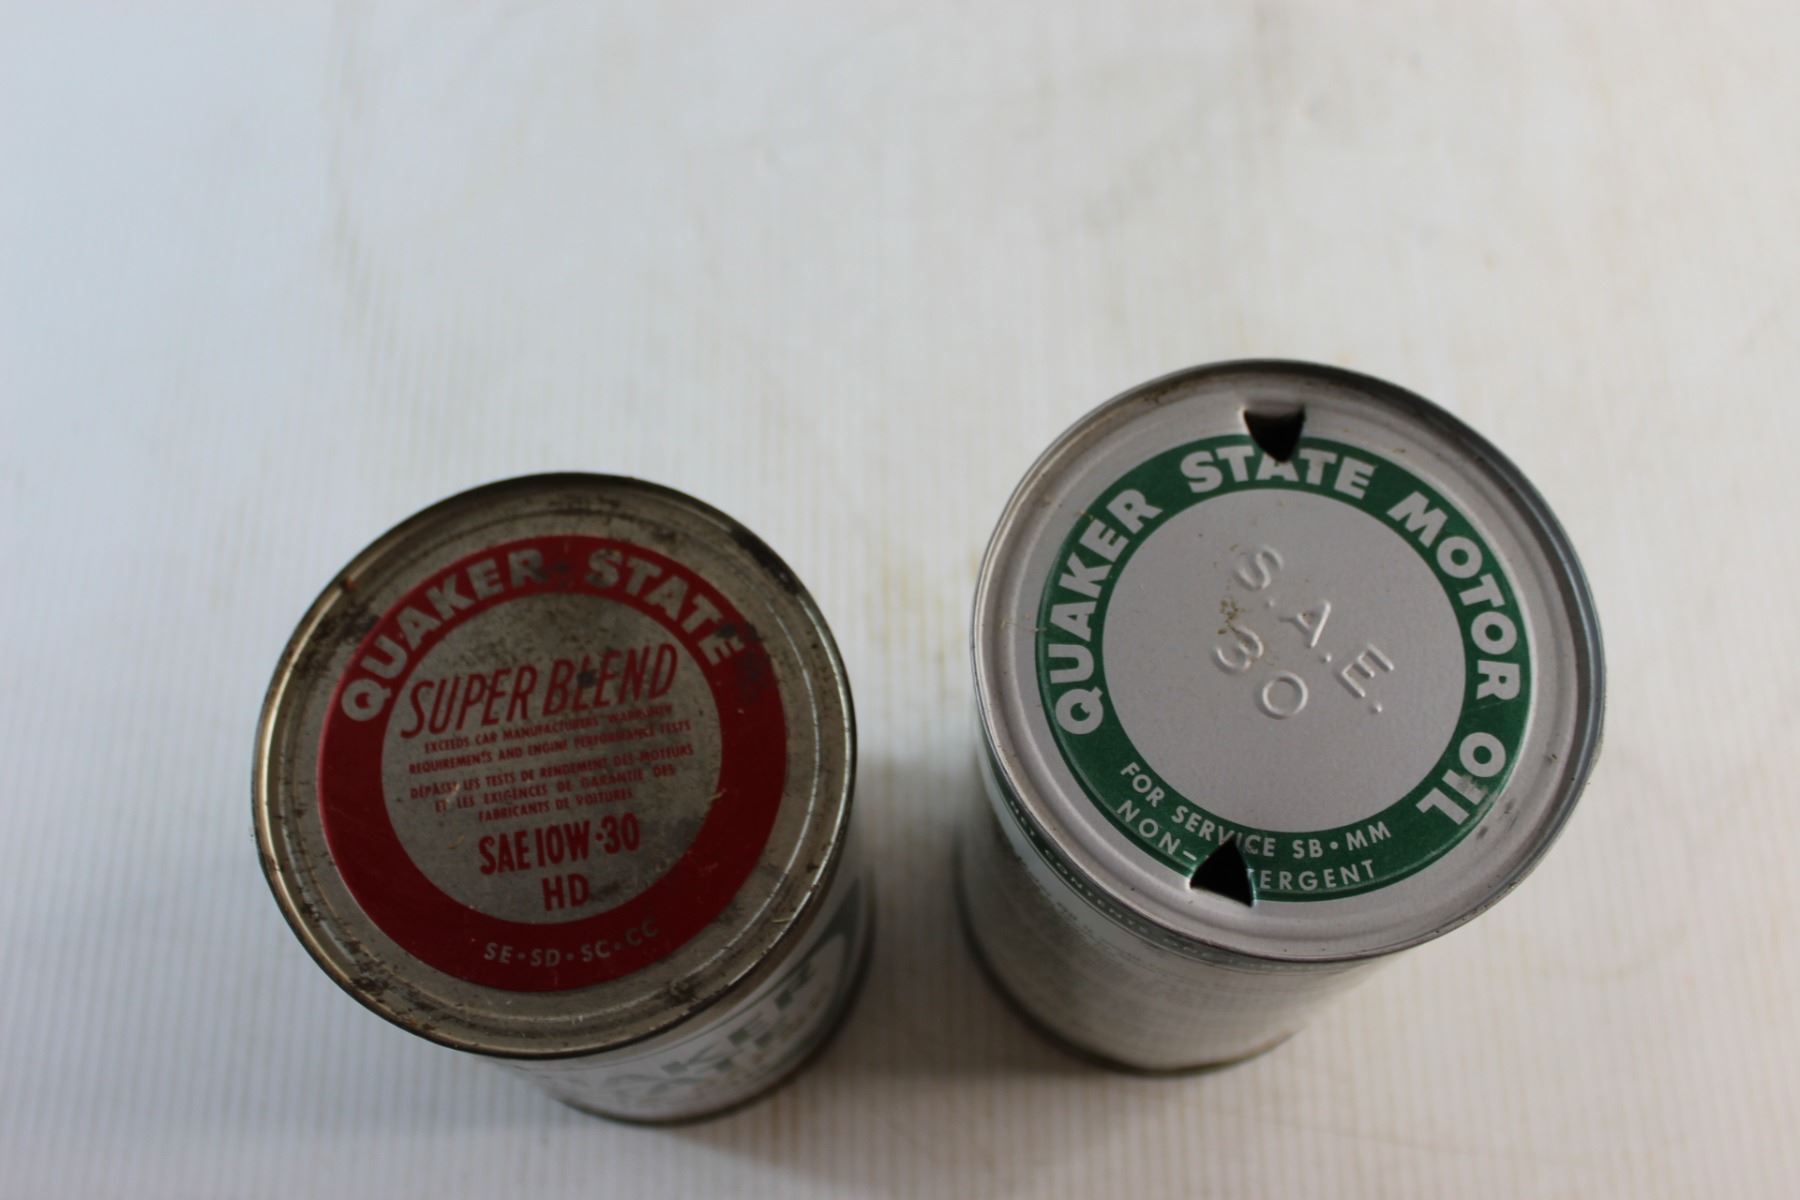 QUAKER STATE
SUPER BLEND
EXCEEDS CAR MANUFACTURERS' WARRANTY
REQUIREMENTS AND ENGINE PERFORMANCE TESTS
DÉPASSE LES TESTS DE RENDEMENT DES MOTEURS
ET LES EXIGENCES DE GARANTIE DES
FABRICANTS DE VOITURES
SAE 10W-30
HD
SE•SD•SC•CC
QUAKER STATE MOTOR OIL
S.A.E.
30
FOR SERVICE SB•MM
NON- TERGENT